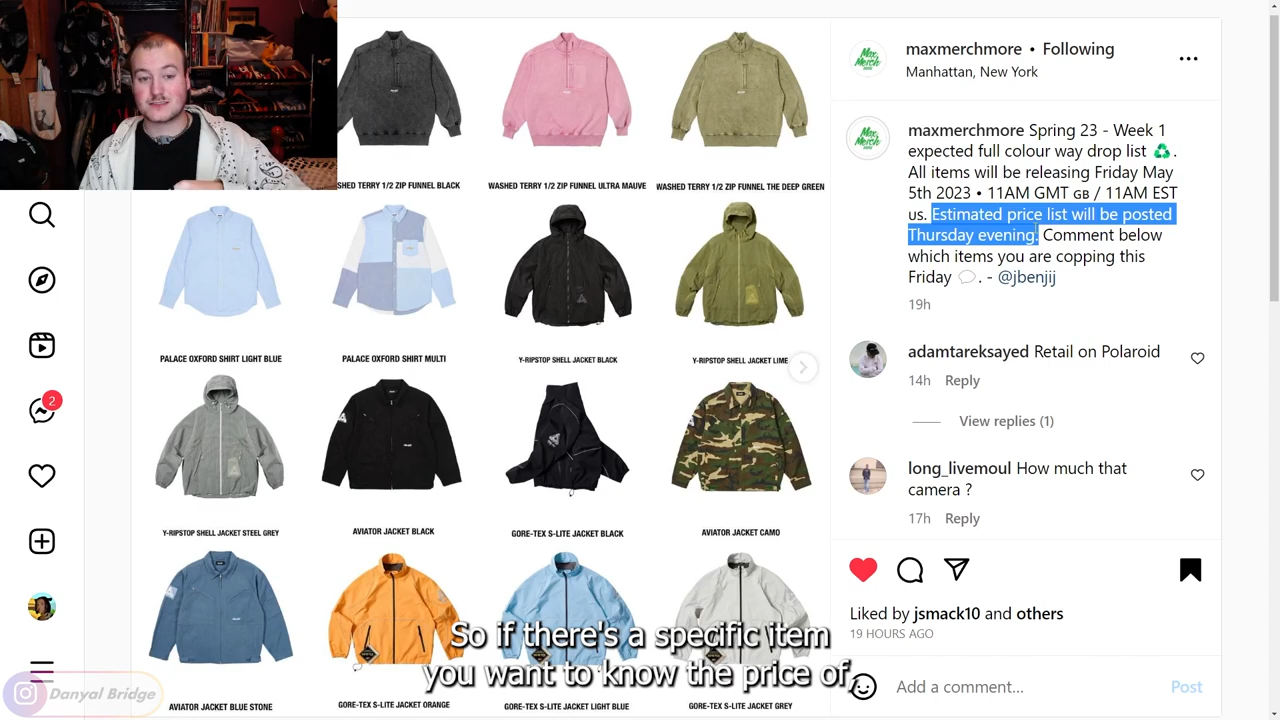 SHED TERRY 1/2 ZIP FUNNEL BLACK
WASHED TERRY 1/2 ZIP FUNNEL ULTRA MAUVE
WASHED TERRY 1/2 ZIP FUNNEL THE DEEP GREEN
PALACE OXFORD SHIRT LIGHT BLUE
PALACE OXFORD SHIRT MULTI
Y-RIPSTOP SHELL JACKET BLACK
Y-RIPSTOP SHELL JACKET LIME
Y-RIPSTOP SHELL JACKET STEEL GREY
AVIATOR JACKET BLACK
GORE-TEX S-LITE JACKET BLACK
AVIATOR JACKET CAMO
AVIATOR JACKET BLUE STONE
GORE-TEX S-LITE JACKET ORANGE
GORE-TEX S-LITE JACKET LIGHT BLUE
GORE-TEX S-LITE JACKET GREY
So if there's a specific item
you want to know the price of,
2
Danyal Bridge
Max
Merch
maxmerchmore • Following
Manhattan, New York
Max
Merch
maxmerchmore Spring 23 - Week 1
expected full colour way drop list ♻️.
All items will be releasing Friday May
5th 2023 • 11AM GMT GB / 11AM EST
us. Estimated price list will be posted
Thursday evening. Comment below
which items you are copping this
Friday 💬. - @jbenjij
19h
adamtareksayed Retail on Polaroid
14h Reply
View replies (1)
long_livemoul How much that
camera ?
17h Reply
Liked by jsmack10 and others
19 HOURS AGO
Add a comment...
Post